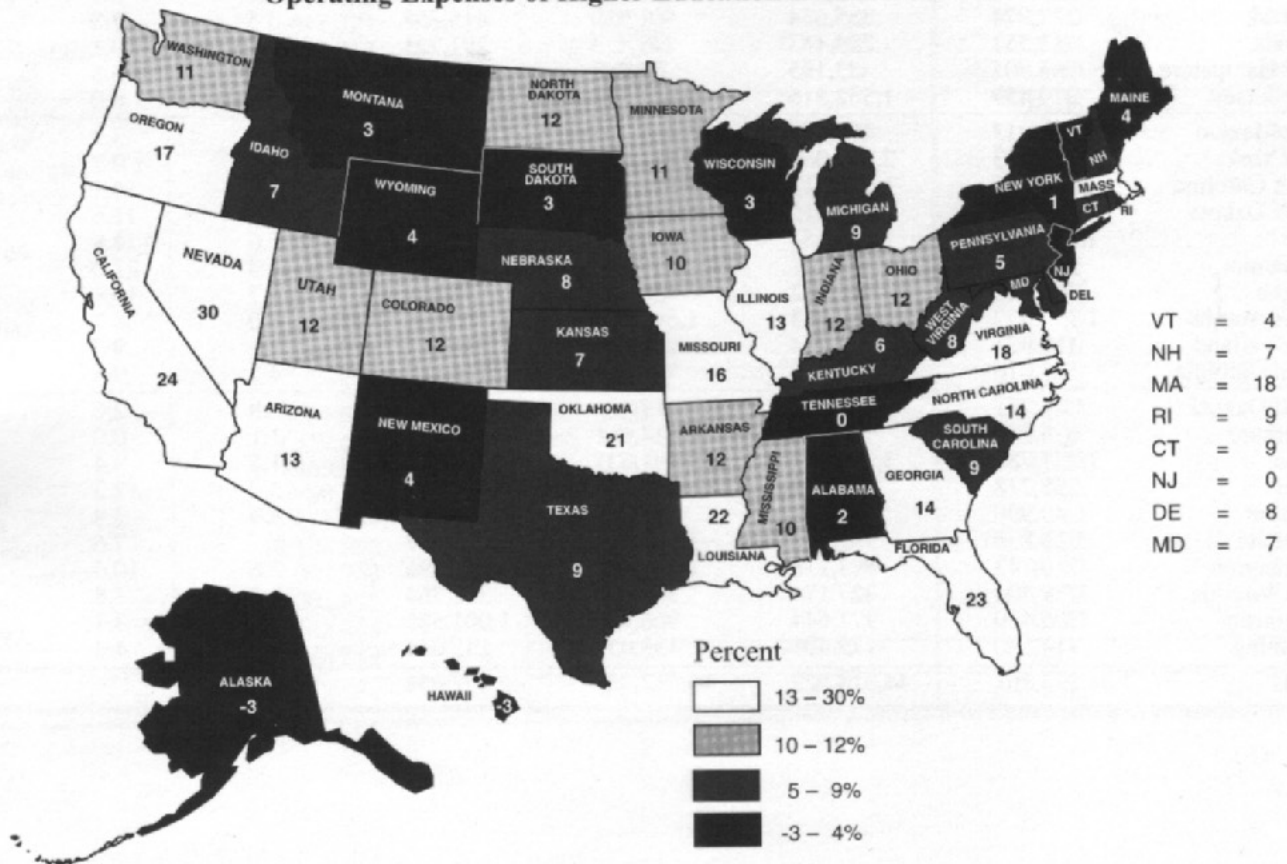 Operating Expenses of Higher
WASHINGTON
11
OREGON
17
IDAHO
7
MONTANA
3
NORTH
DAKOTA
12
MINNESOTA
11
WYOMING
4
SOUTH
DAKOTA
3
WISCONSIN
3
MICHIGAN
9
MAINE
4
VT
NH
NEW YORK
1
MASS
CT
RI
PENNSYLVANIA
5
NJ
MD
DEL
CALIFORNIA
24
NEVADA
30
UTAH
12
COLORADO
12
NEBRASKA
8
IOWA
10
ILLINOIS
13
INDIANA
12
OHIO
12
WEST
VIRGINIA
8
VIRGINIA
18
KANSAS
7
MISSOURI
16
KENTUCKY
6
ARIZONA
13
NEW MEXICO
4
OKLAHOMA
21
ARKANSAS
12
TENNESSEE
0
NORTH CAROLINA
14
SOUTH
CAROLINA
9
TEXAS
9
LOUISIANA
22
MISSISSIPPI
10
ALABAMA
2
GEORGIA
14
FLORIDA
23
ALASKA
-3
HAWAII
-3
VT = 4
NH = 7
MA = 18
RI = 9
CT = 9
NJ = 0
DE = 8
MD = 7
Percent
13 – 30%
10 – 12%
5 – 9%
-3 – 4%